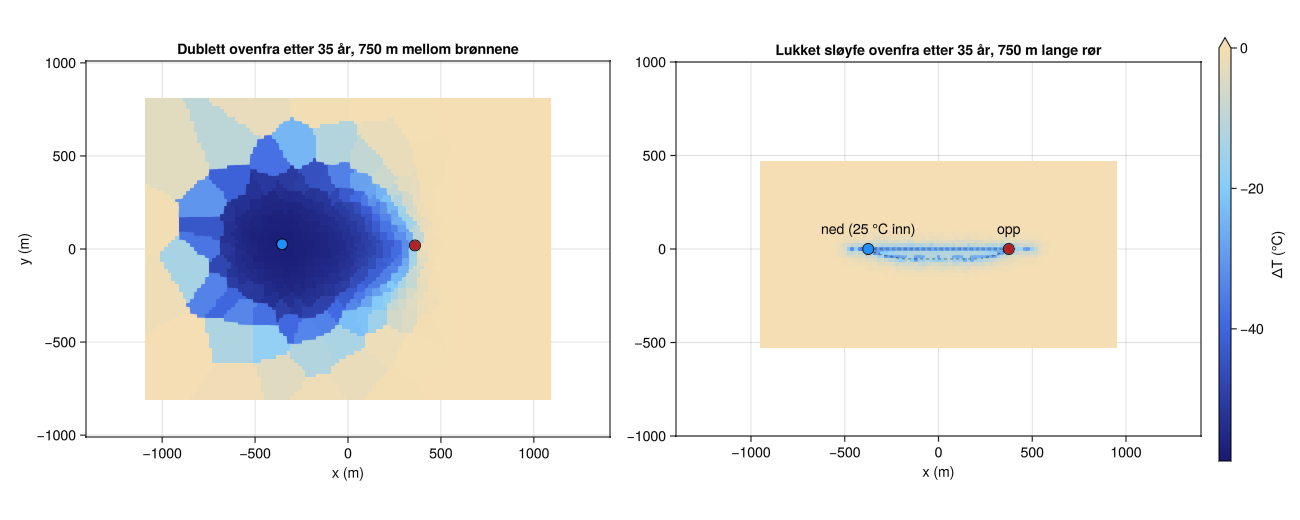 Dublett ovenfra etter 35 år, 750 m mellom brønnene
1000
500
0
−500
−1000
y (m)
−1000
−500
0
500
1000
x (m)
Lukket sløyfe ovenfra etter 35 år, 750 m lange rør
1000
500
0
−500
−1000
ned (25 °C inn)
opp
−1000
−500
0
500
1000
x (m)
0
−20
−40
ΔT (°C)